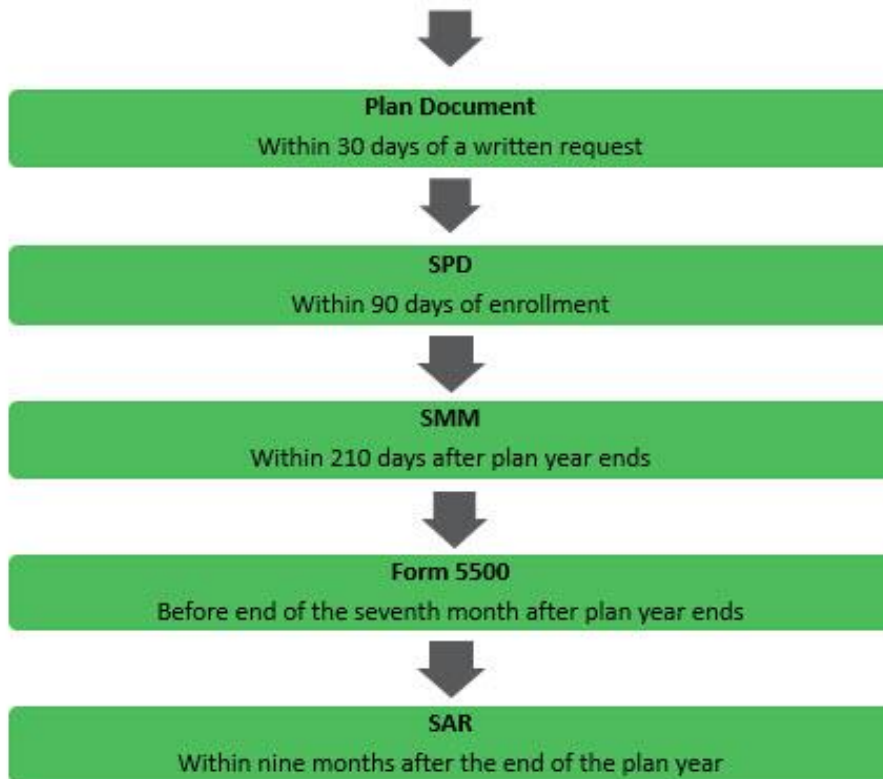 Plan Document
Within 30 days of a written request
SPD
Within 90 days of enrollment
SMM
Within 210 days after plan year ends
Form 5500
Before end of the seventh month after plan year ends
SAR
Within nine months after the end of the plan year